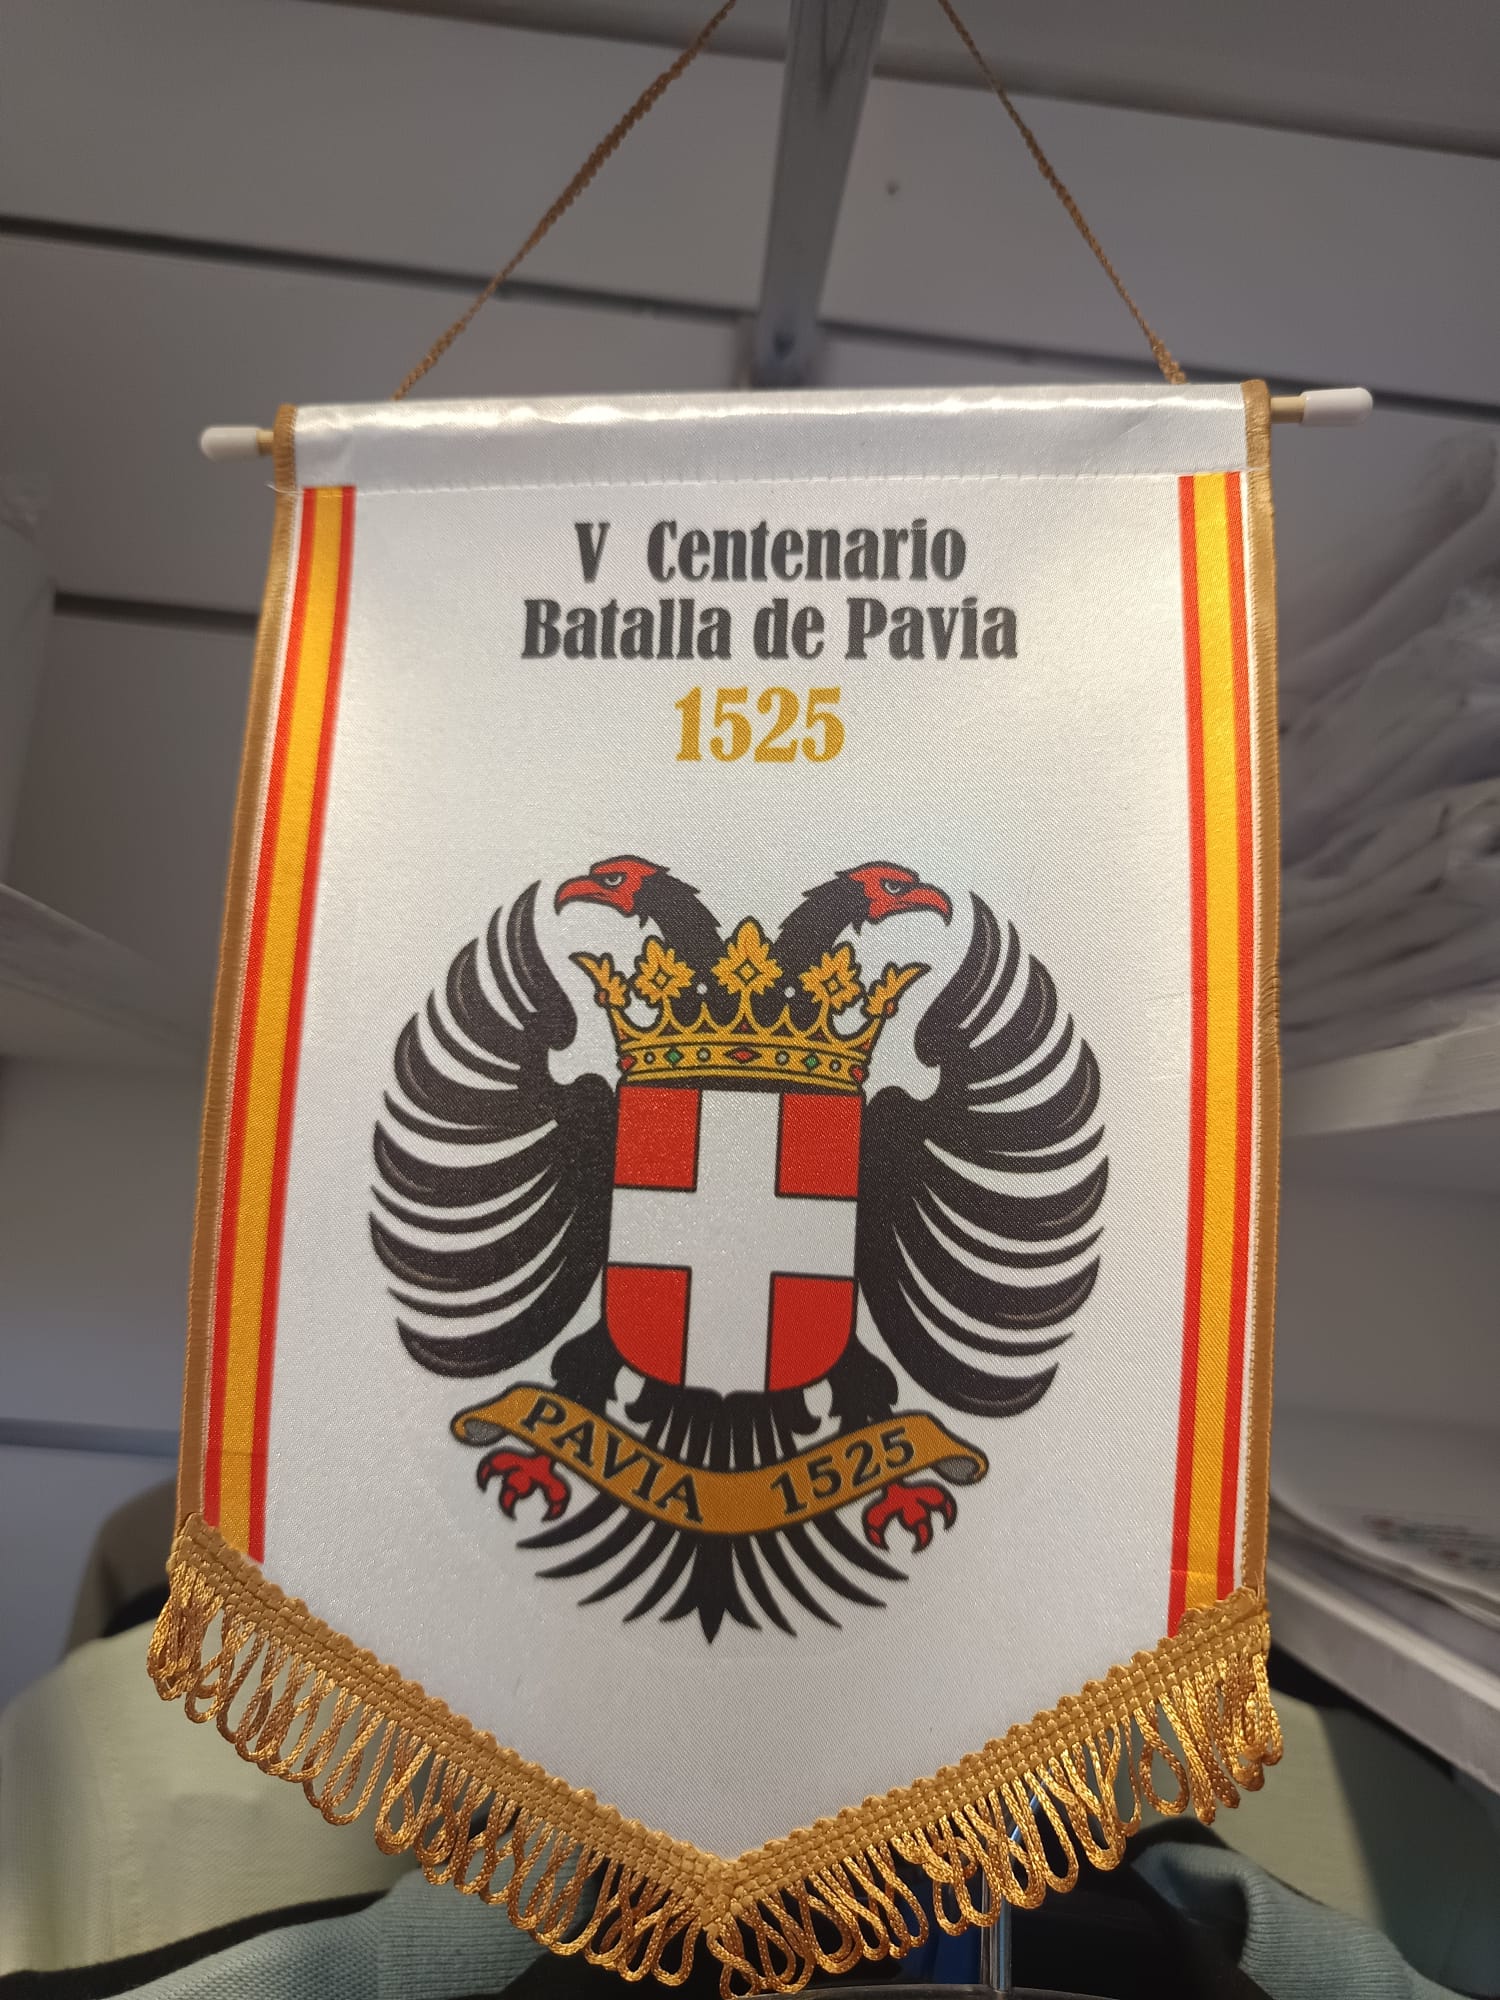 V Centenario
Batalla de Pavia
1525
PAVIA 1525